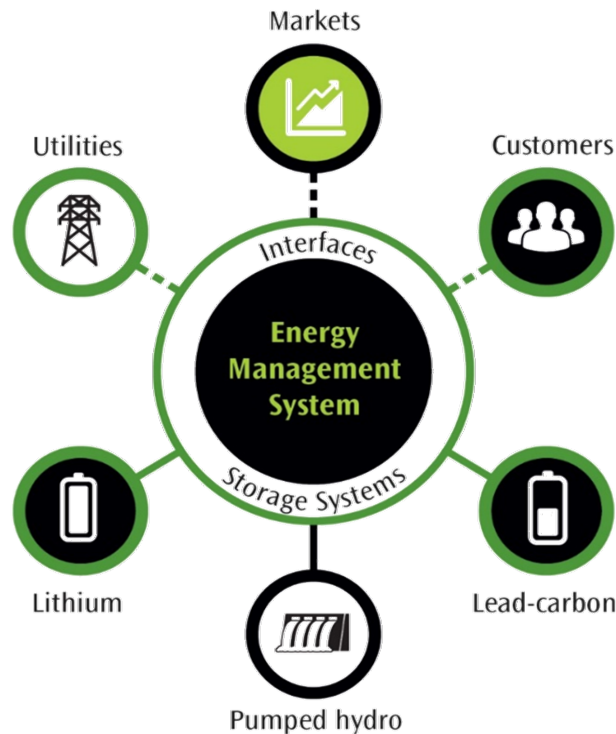 Markets
Utilities
Customers
Interfaces
Energy
Management
System
Storage Systems
Lithium
Lead-carbon
Pumped hydro